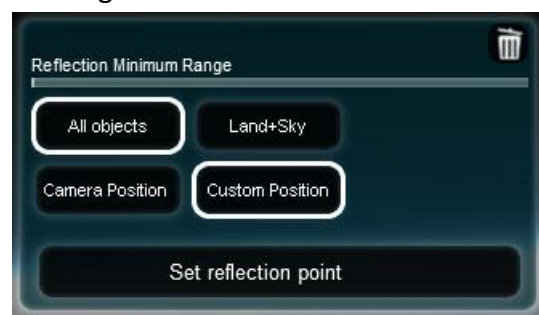 Reflection Minimum Range
All objects Land+Sky
Camera Position Custom Position
Set reflection point